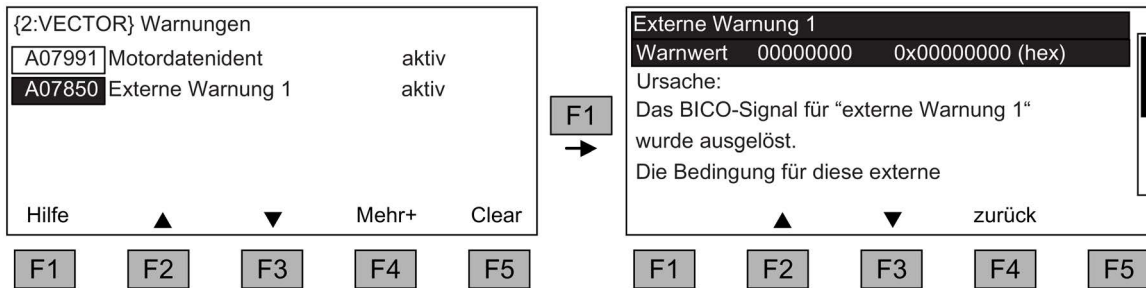 {2:VECTOR} Warnungen
A07991 Motordatenident aktiv
A07850 Externe Warnung 1 aktiv
Hilfe ▲ ▼ Mehr+ Clear
F1 F2 F3 F4 F5
F1
Externe Warnung 1
Warnwert 00000000 0x00000000 (hex)
Ursache:
Das BICO-Signal für “externe Warnung 1“
wurde ausgelöst.
Die Bedingung für diese externe
▲ ▼ zurück
F1 F2 F3 F4 F5